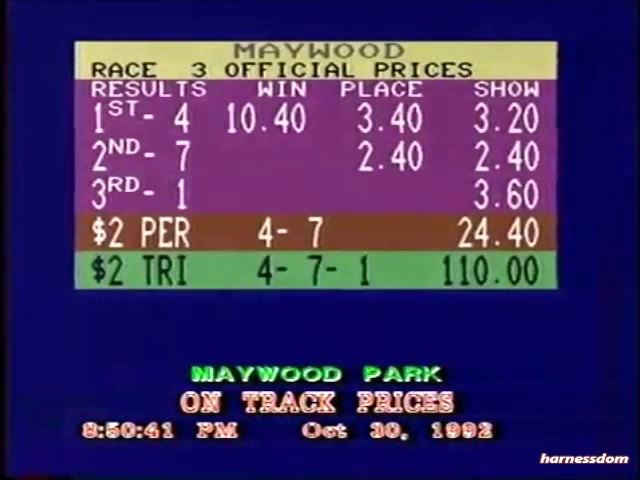 MAYWOOD
RACE 3 OFFICIAL PRICES
RESULTS WIN PLACE SHOW
1ST- 4 10.40 3.40 3.20
2ND- 7 2.40 2.40
3RD- 1 3.60
$2 PER 4- 7 24.40
$2 TRI 4- 7- 1 110.00
MAYWOOD PARK
ON TRACK PRICES
8:50:41 PM Oct 30, 1992
harnessdom